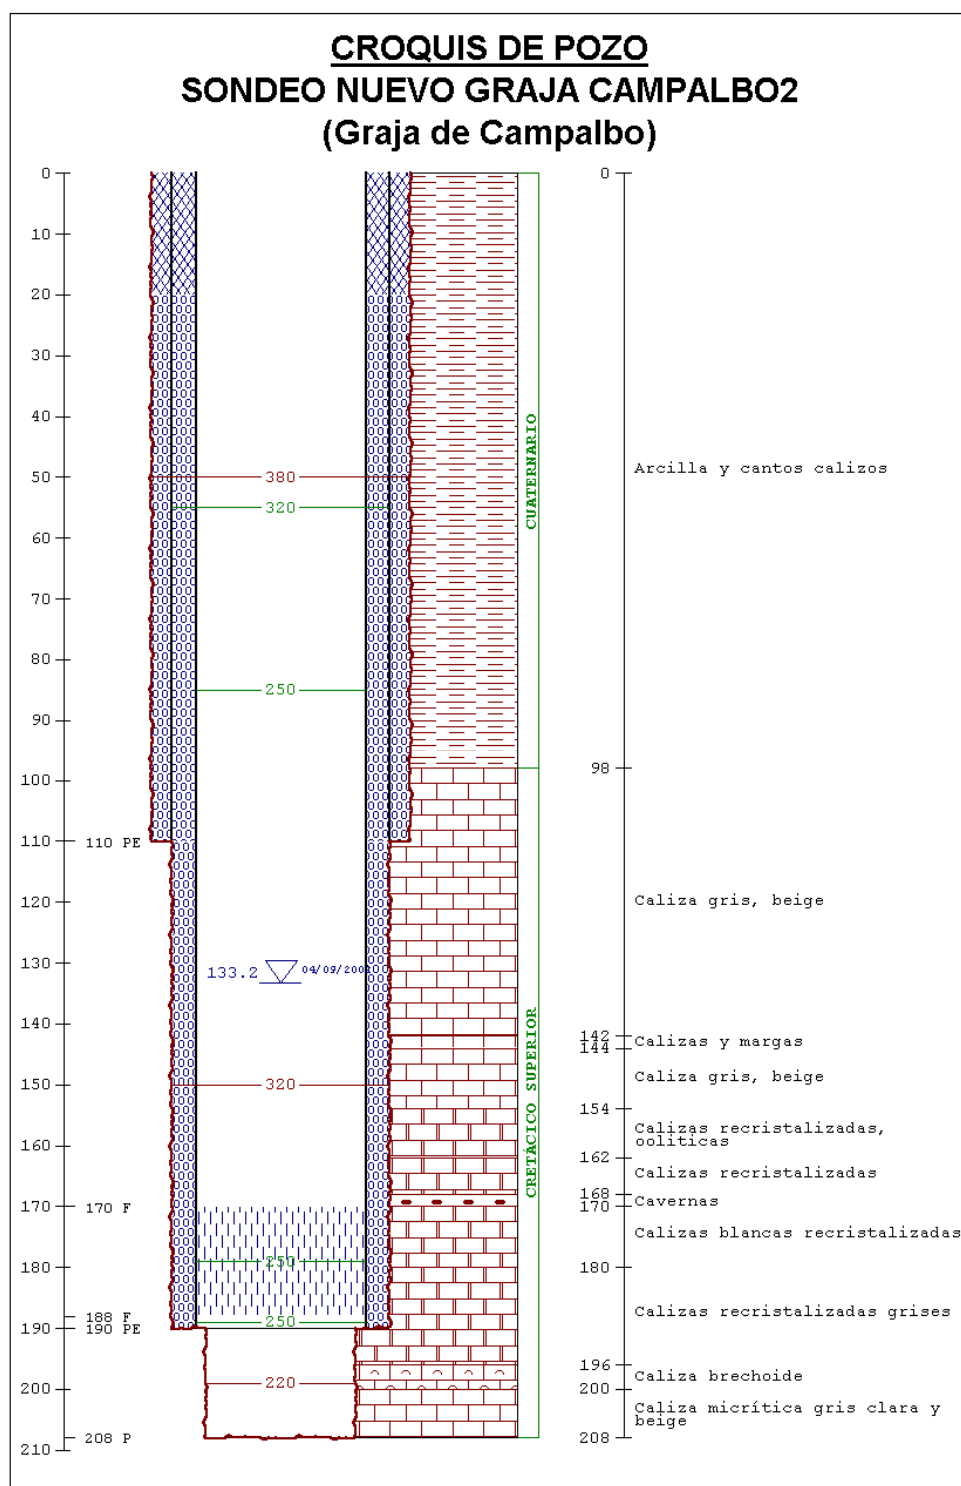 CROQUIS DE POZO
SONDEO NUEVO GRAJA CAMPALBO2
(Graja de Campalbo)
0
0
10
20
30
40
CUATERNARIO
Arcilla y cantos calizos
50
380
320
60
70
80
250
90
98
100
110
110 PE
120
Caliza gris, beige
130
133.2
140
142
Calizas y margas
144
CRETÁCICO SUPERIOR
150
320
Caliza gris, beige
154
Calizas recristalizadas,
oolíticas
160
162
Calizas recristalizadas
168
Cavernas
170
170 F
170
Calizas blancas recristalizadas
250
180
180
Calizas recristalizadas grises
188 F
250
190
190 PE
196
Caliza brechoide
200
220
200
Caliza micrítica gris clara y
beige
208 P
208
210